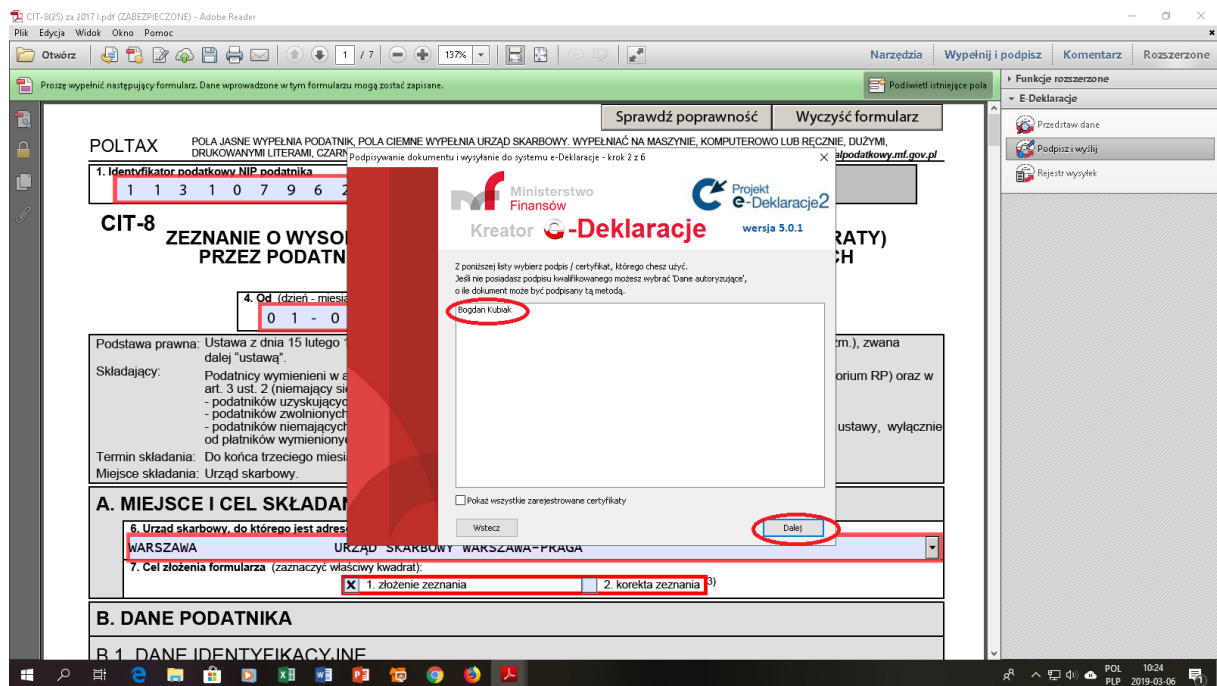 CIT-8(25) za 2017 I.pdf (ZABEZPIECZONE) - Adobe Reader
Plik Edycja Widok Okno Pomoc
Otwórz 1 / 7 137% Narzędzia Wypełnij i podpisz Komentarz Rozszerzone
Proszę wypełnić następujący formularz. Dane wprowadzone w tym formularzu mogą zostać zapisane.
Podświetl istniejące pola
Funkcje rozszerzone
E-Deklaracje
Przedstaw dane
Podpisz i wyślij
Rejestr wysyłek
Sprawdź poprawność Wyczyść formularz
POLTAX
POLA JASNE WYPEŁNIA PODATNIK, POLA CIEMNE WYPEŁNIA URZĄD SKARBOWY. WYPEŁNIAĆ NA MASZYNIE, KOMPUTEROWO LUB RĘCZNIE, DUŻYMI,
DRUKOWANYMI LITERAMI, CZARN
alpodatkowy.mf.gov.pl
1. Identyfikator podatkowy NIP podatnika
1 1 3 1 0 7 9 6 2
CIT-8
ZEZNANIE O WYSO RATY)
PRZEZ PODATN CH
4. Od (dzień - miesią
0 1 - 0
Podstawa prawna: Ustawa z dnia 15 lutego 1 zm.), zwana
dalej "ustawą".
Składający: Podatnicy wymienieni w a orium RP) oraz w
art. 3 ust. 2 (niemający sie
- podatników uzyskując
- podatników zwolnionych
- podatników niemających ustawy, wyłącznie
od płatników wymienionyc
Termin składania: Do końca trzeciego miesi
Miejsce składania: Urząd skarbowy.
A. MIEJSCE I CEL SKŁADAN
6. Urząd skarbowy, do którego jest adres
WARSZAWA URZĄD SKARBOWY WARSZAWA-PRAGA
7. Cel złożenia formularza (zaznaczyć właściwy kwadrat):
X 1. złożenie zeznania 2. korekta zeznania 3)
B. DANE PODATNIKA
B.1. DANE IDENTYFIKACYJNE
Podpisywanie dokumentu i wysyłanie do systemu e-Deklaracje - krok 2 z 6
mf Ministerstwo
Finansów
Projekt
e-Deklaracje2
Kreator e-Deklaracje wersja 5.0.1
Z poniższej listy wybierz podpis / certyfikat, którego chesz użyć.
Jeśli nie posiadasz podpisu kwalifikowanego możesz wybrać 'Dane autoryzujące',
o ile dokument może być podpisany tą metodą.
Bogdan Kubiak
Pokaż wszystkie zarejestrowane certyfikaty
Wstecz Dalej
POL 10:24
PLP 2019-03-06